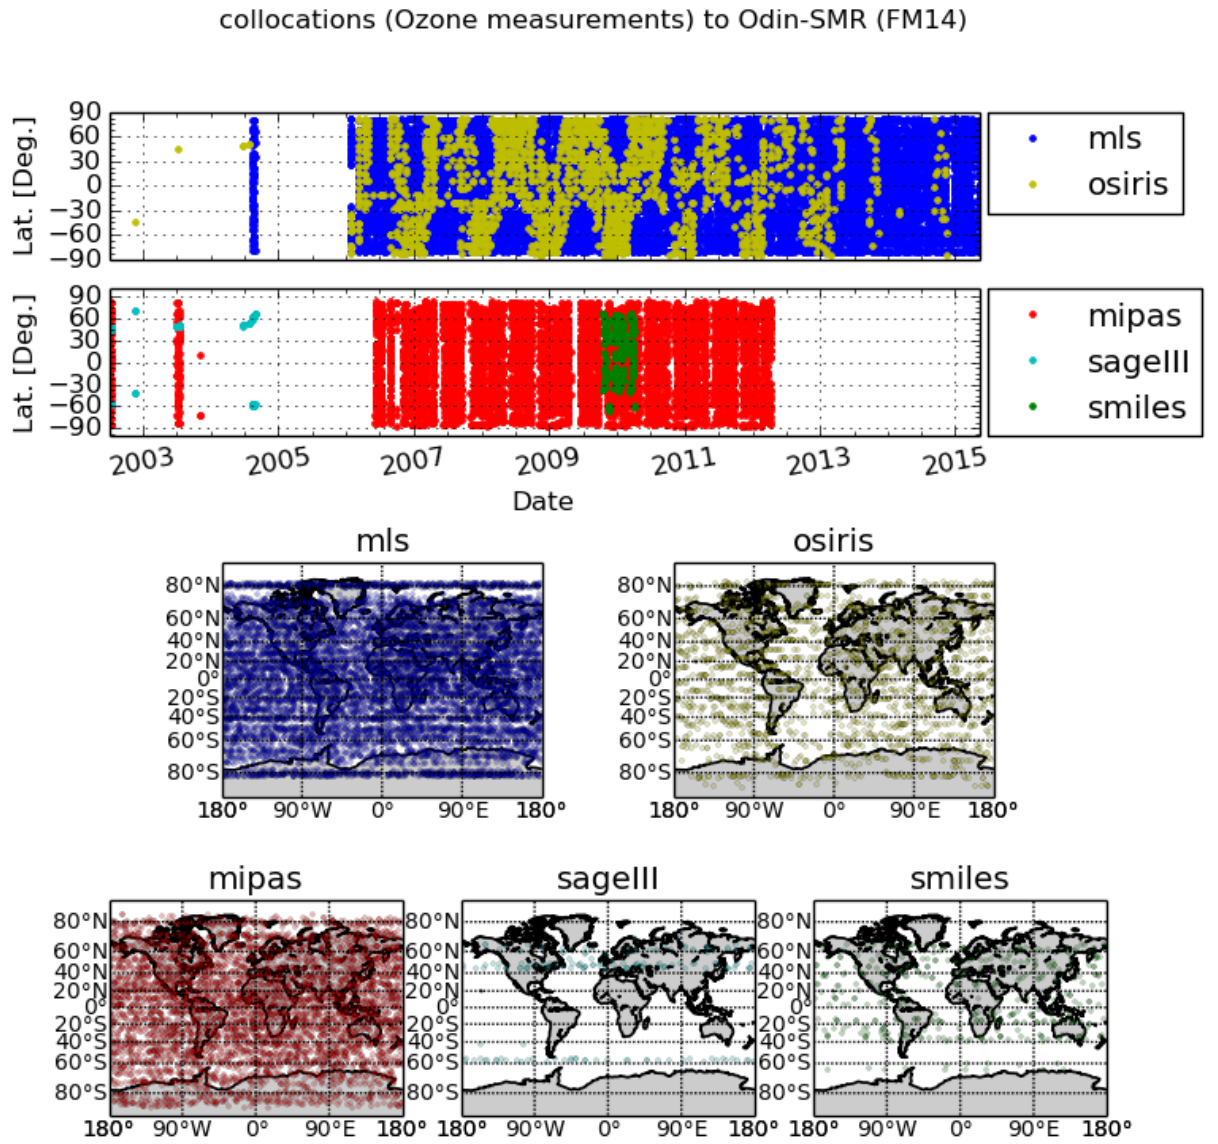 collocations (Ozone measurements) to Odin-SMR (FM14)
Lat. [Deg.]
90
60
30
0
−30
−60
−90
mls
osiris
Lat. [Deg.]
90
60
30
0
−30
−60
−90
mipas
sageIII
smiles
2003 2005 2007 2009 2011 2013 2015
Date
mls
80°N
60°N
40°N
20°N
0°
20°S
40°S
60°S
80°S
180° 90°W 0° 90°E 180°
osiris
80°N
60°N
40°N
20°N
0°
20°S
40°S
60°S
80°S
180° 90°W 0° 90°E 180°
mipas
80°N
60°N
40°N
20°N
0°
20°S
40°S
60°S
80°S
180° 90°W 0° 90°E 180°
sageIII
80°N
60°N
40°N
20°N
0°
20°S
40°S
60°S
80°S
180° 90°W 0° 90°E 180°
smiles
80°N
60°N
40°N
20°N
0°
20°S
40°S
60°S
80°S
180° 90°W 0° 90°E 180°